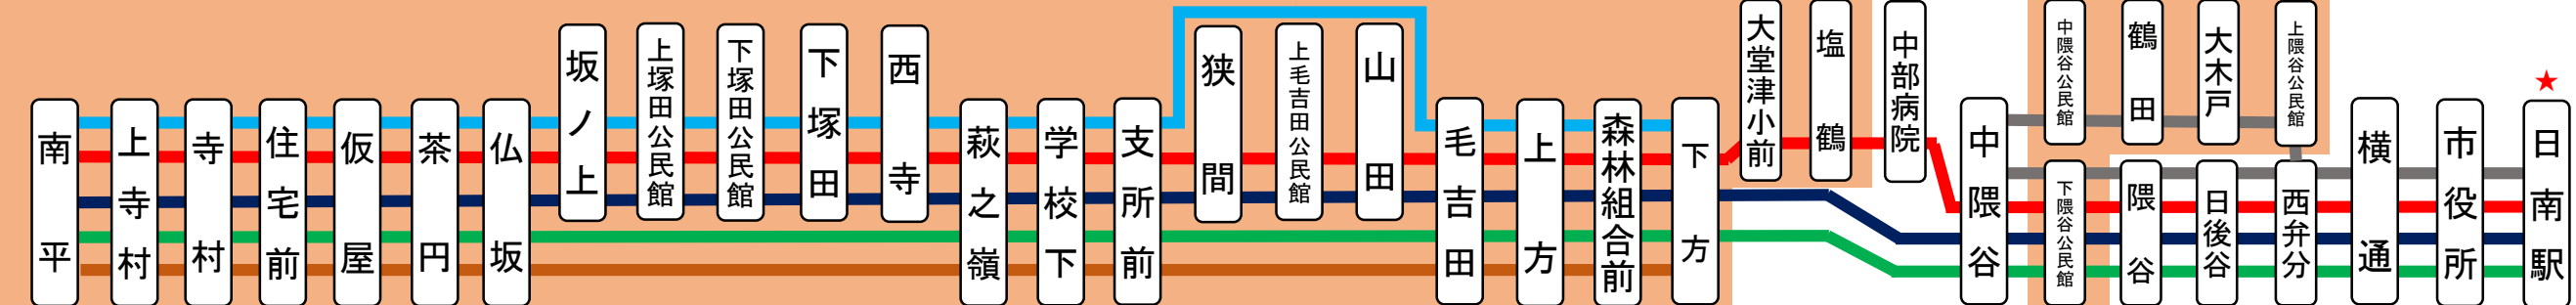 南平
上寺村
寺村
住宅前
仮屋
茶円
仏坂
坂ノ上
上塚田公民館
下塚田公民館
下塚田
西寺
萩之嶺
学校下
支所前
狭間
上毛吉田公民館
山田
毛吉田
上方
森林組合前
下方
大堂津小前
塩鶴
中部病院
中隈谷
中隈谷公民館
鶴田
大木戸
上隈谷公民館
下隈谷公民館
隈谷
日後谷
西弁分
横通
市役所
★
日南駅